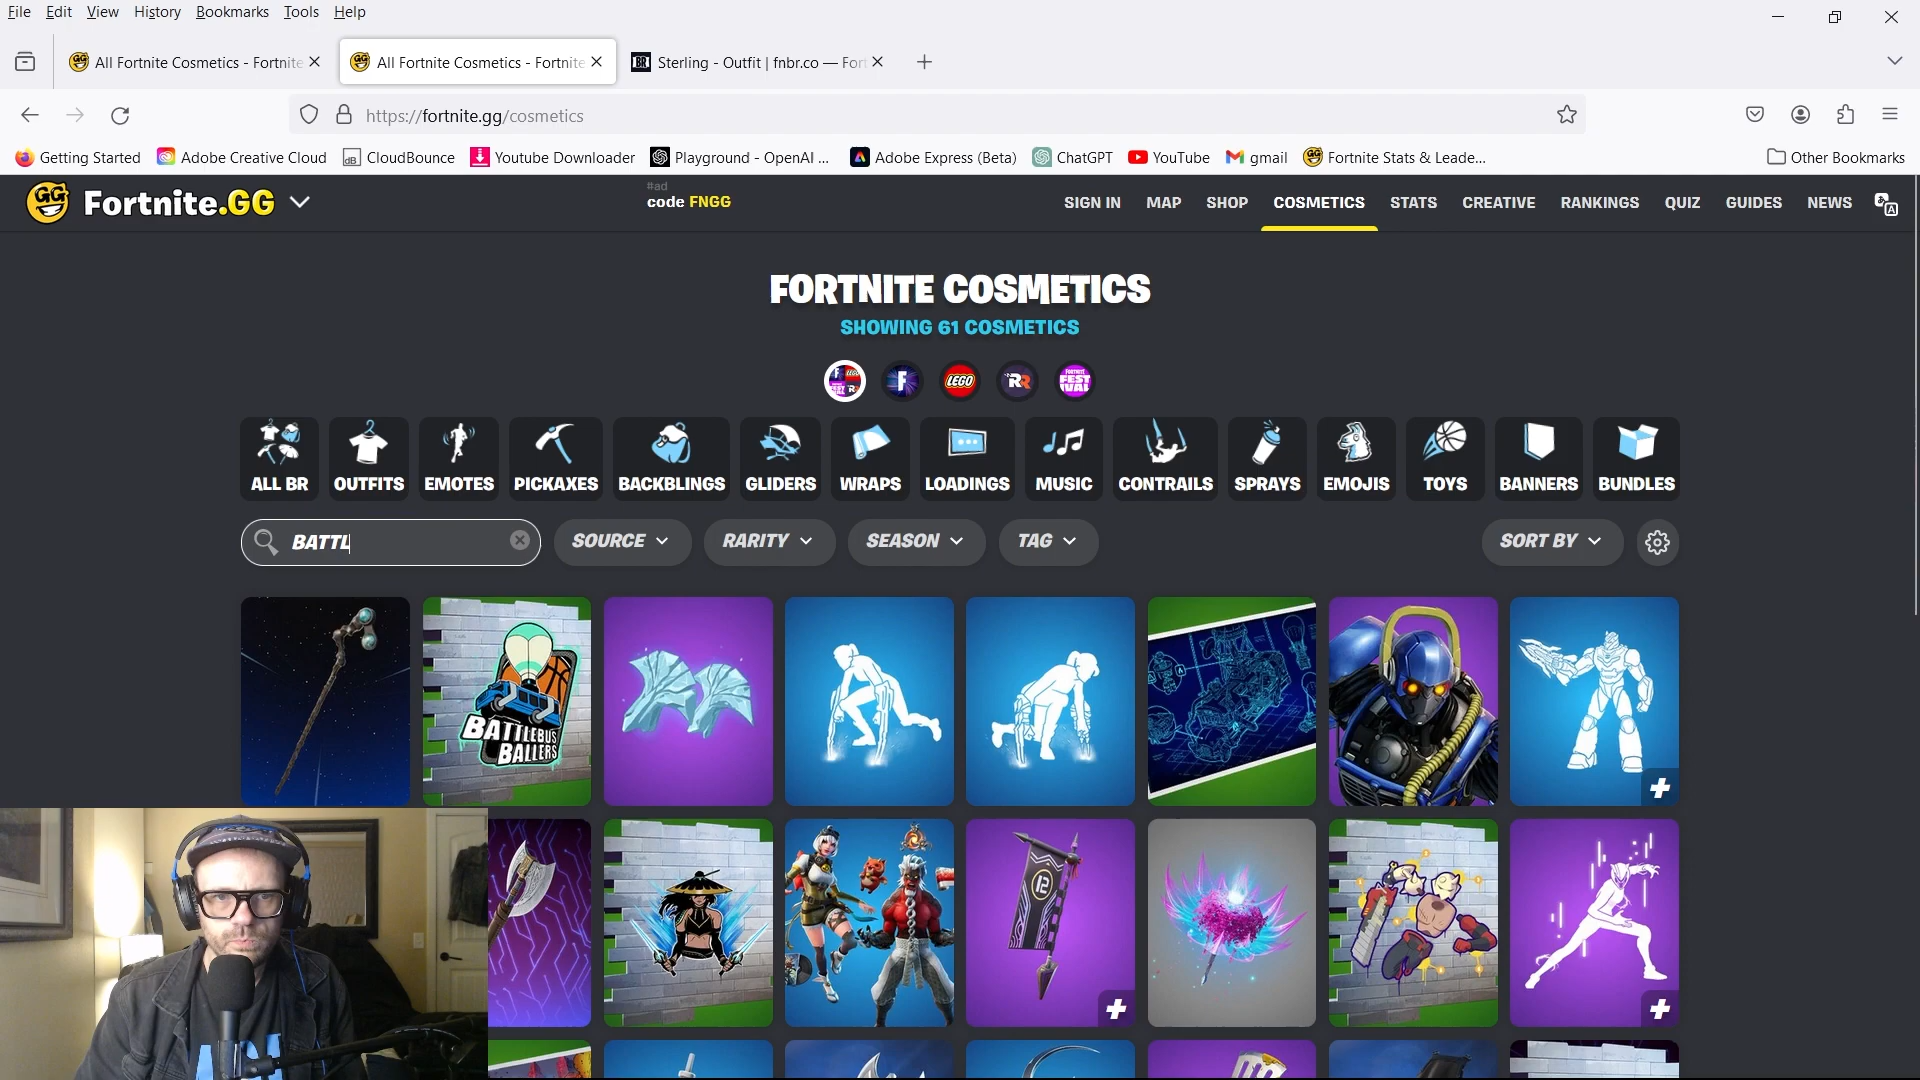 File Edit View History Bookmarks Tools Help
All Fortnite Cosmetics - Fortnite
All Fortnite Cosmetics - Fortnite
Sterling - Outfit | fnbr.co — For
https://fortnite.gg/cosmetics
Getting Started
Adobe Creative Cloud
CloudBounce
Youtube Downloader
Playground - OpenAI ...
Adobe Express (Beta)
ChatGPT
YouTube
gmail
Fortnite Stats & Leade...
Other Bookmarks
Fortnite.GG
#ad
code FNGG
SIGN IN MAP SHOP COSMETICS STATS CREATIVE RANKINGS QUIZ GUIDES NEWS
FORTNITE COSMETICS
SHOWING 61 COSMETICS
LEGO
FORTNITE FESTIVAL
ALL BR OUTFITS EMOTES PICKAXES BACKBLINGS GLIDERS WRAPS LOADINGS MUSIC CONTRAILS SPRAYS EMOJIS TOYS BANNERS BUNDLES
BATTL
SOURCE RARITY SEASON TAG SORT BY
BATTLEBUS
BALLERS
12